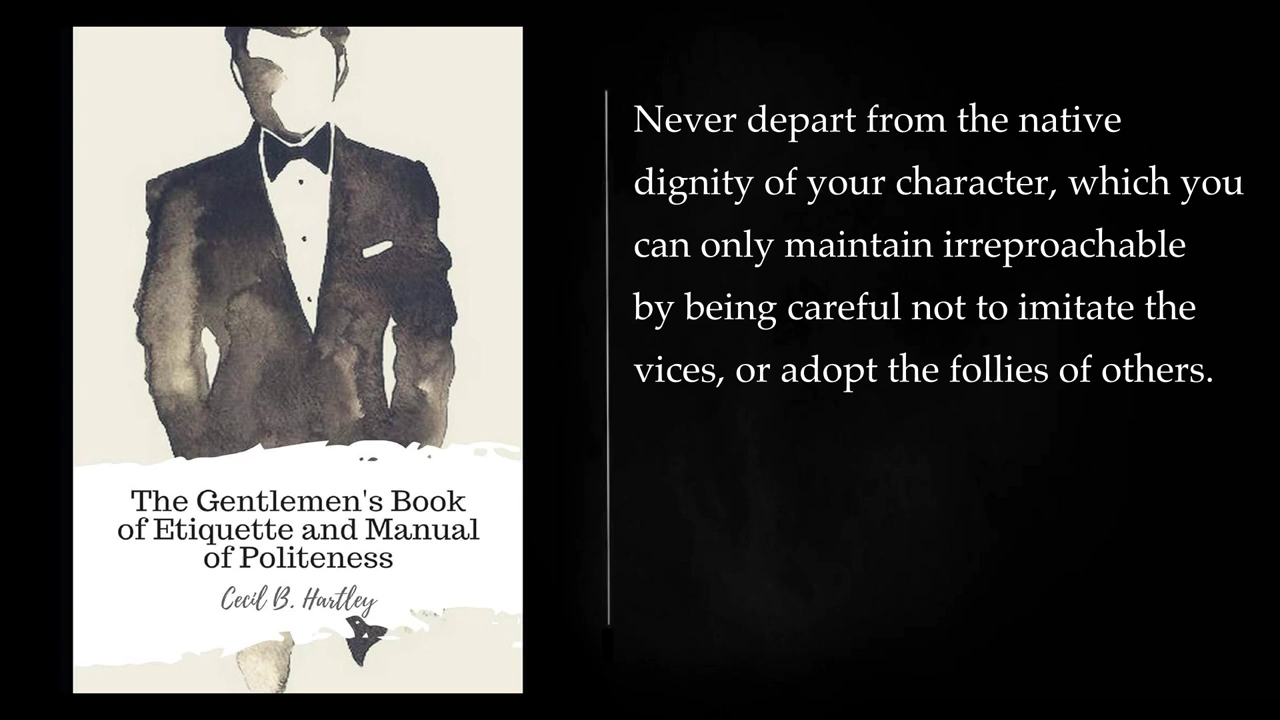 The Gentlemen's Book
of Etiquette and Manual
of Politeness
Cecil B. Hartley
Never depart from the native
dignity of your character, which you
can only maintain irreproachable
by being careful not to imitate the
vices, or adopt the follies of others.